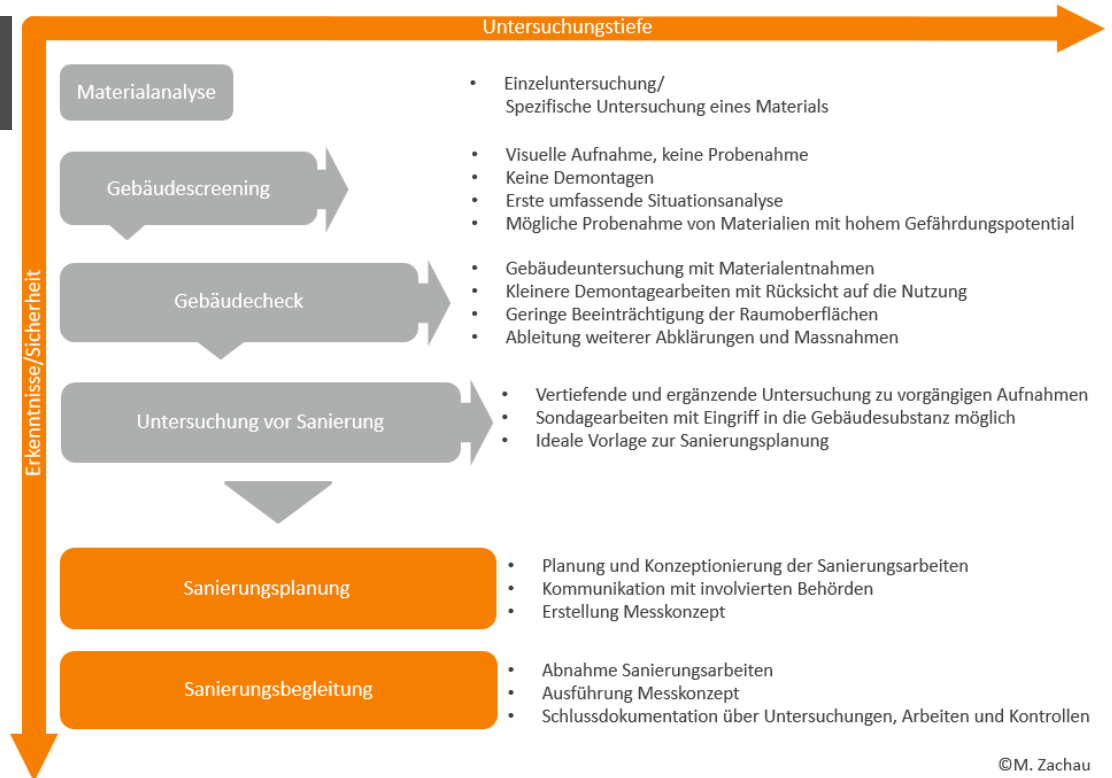 Untersuchungstiefe
Erkenntnisse/Sicherheit
Materialanalyse
• Einzeluntersuchung/
Spezifische Untersuchung eines Materials
Gebäudescreening
• Visuelle Aufnahme, keine Probenahme
• Keine Demontagen
• Erste umfassende Situationsanalyse
• Mögliche Probenahme von Materialien mit hohem Gefährdungspotential
Gebäudecheck
• Gebäudeuntersuchung mit Materialentnahmen
• Kleinere Demontagearbeiten mit Rücksicht auf die Nutzung
• Geringe Beeinträchtigung der Raumoberflächen
• Ableitung weiterer Abklärungen und Massnahmen
Untersuchung vor Sanierung
• Vertiefende und ergänzende Untersuchung zu vorgängigen Aufnahmen
• Sondagearbeiten mit Eingriff in die Gebäudesubstanz möglich
• Ideale Vorlage zur Sanierungsplanung
Sanierungsplanung
• Planung und Konzeptionierung der Sanierungsarbeiten
• Kommunikation mit involvierten Behörden
• Erstellung Messkonzept
Sanierungsbegleitung
• Abnahme Sanierungsarbeiten
• Ausführung Messkonzept
• Schlussdokumentation über Untersuchungen, Arbeiten und Kontrollen
©M. Zachau